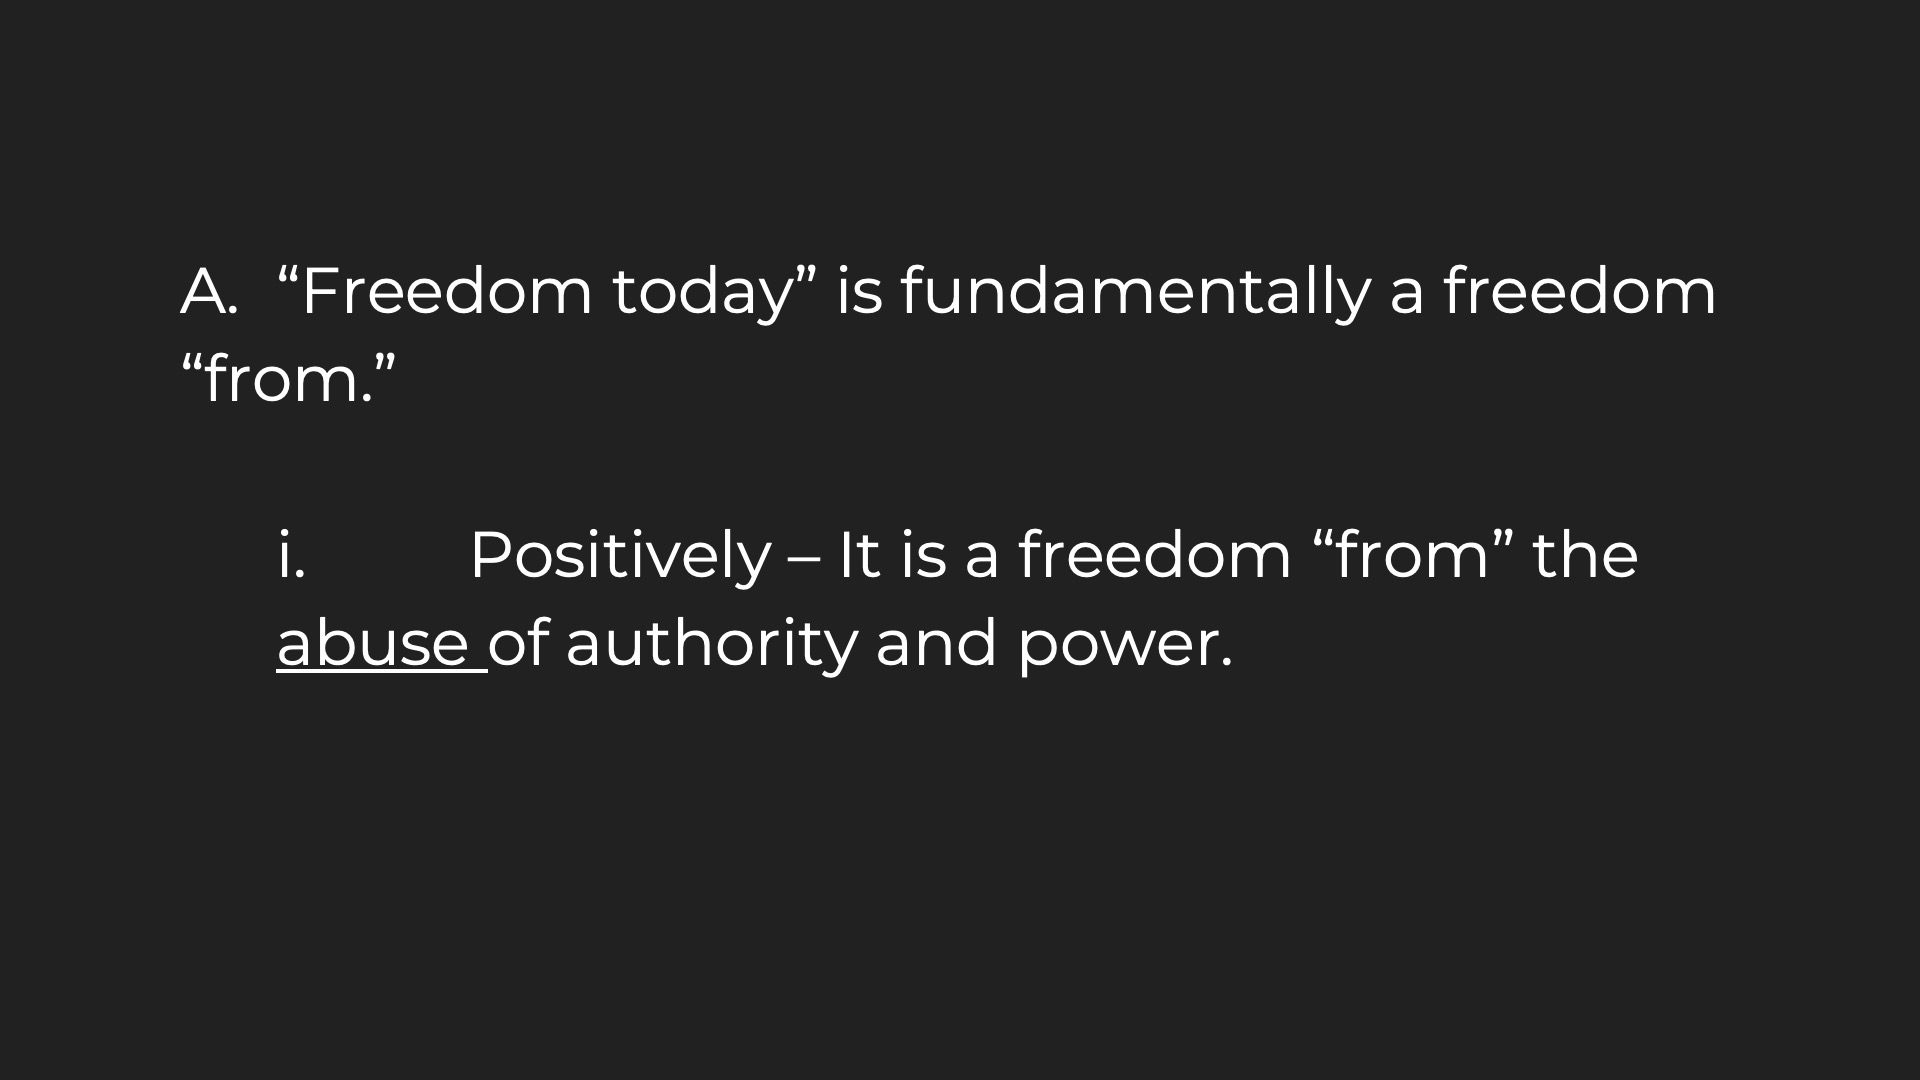 A.  “Freedom today” is fundamentally a freedom
“from.”
i.	Positively – It is a freedom “from” the
abuse of authority and power.